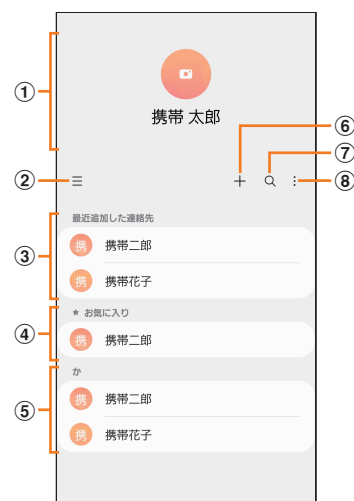 ①
携帯 太郎
⑥
⑦
②
⑧
最近追加した連絡先
③
携 携帯二郎
携 携帯花子
★ お気に入り
④
携 携帯二郎
か
⑤
携 携帯二郎
携 携帯花子